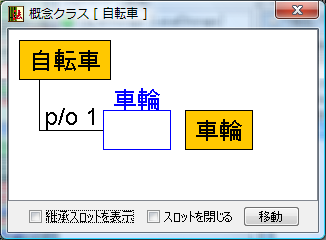 概念クラス [ 自転車 ]
自転車
車輪
p/o 1
車輪
継承スロットを表示
スロットを閉じる
移動